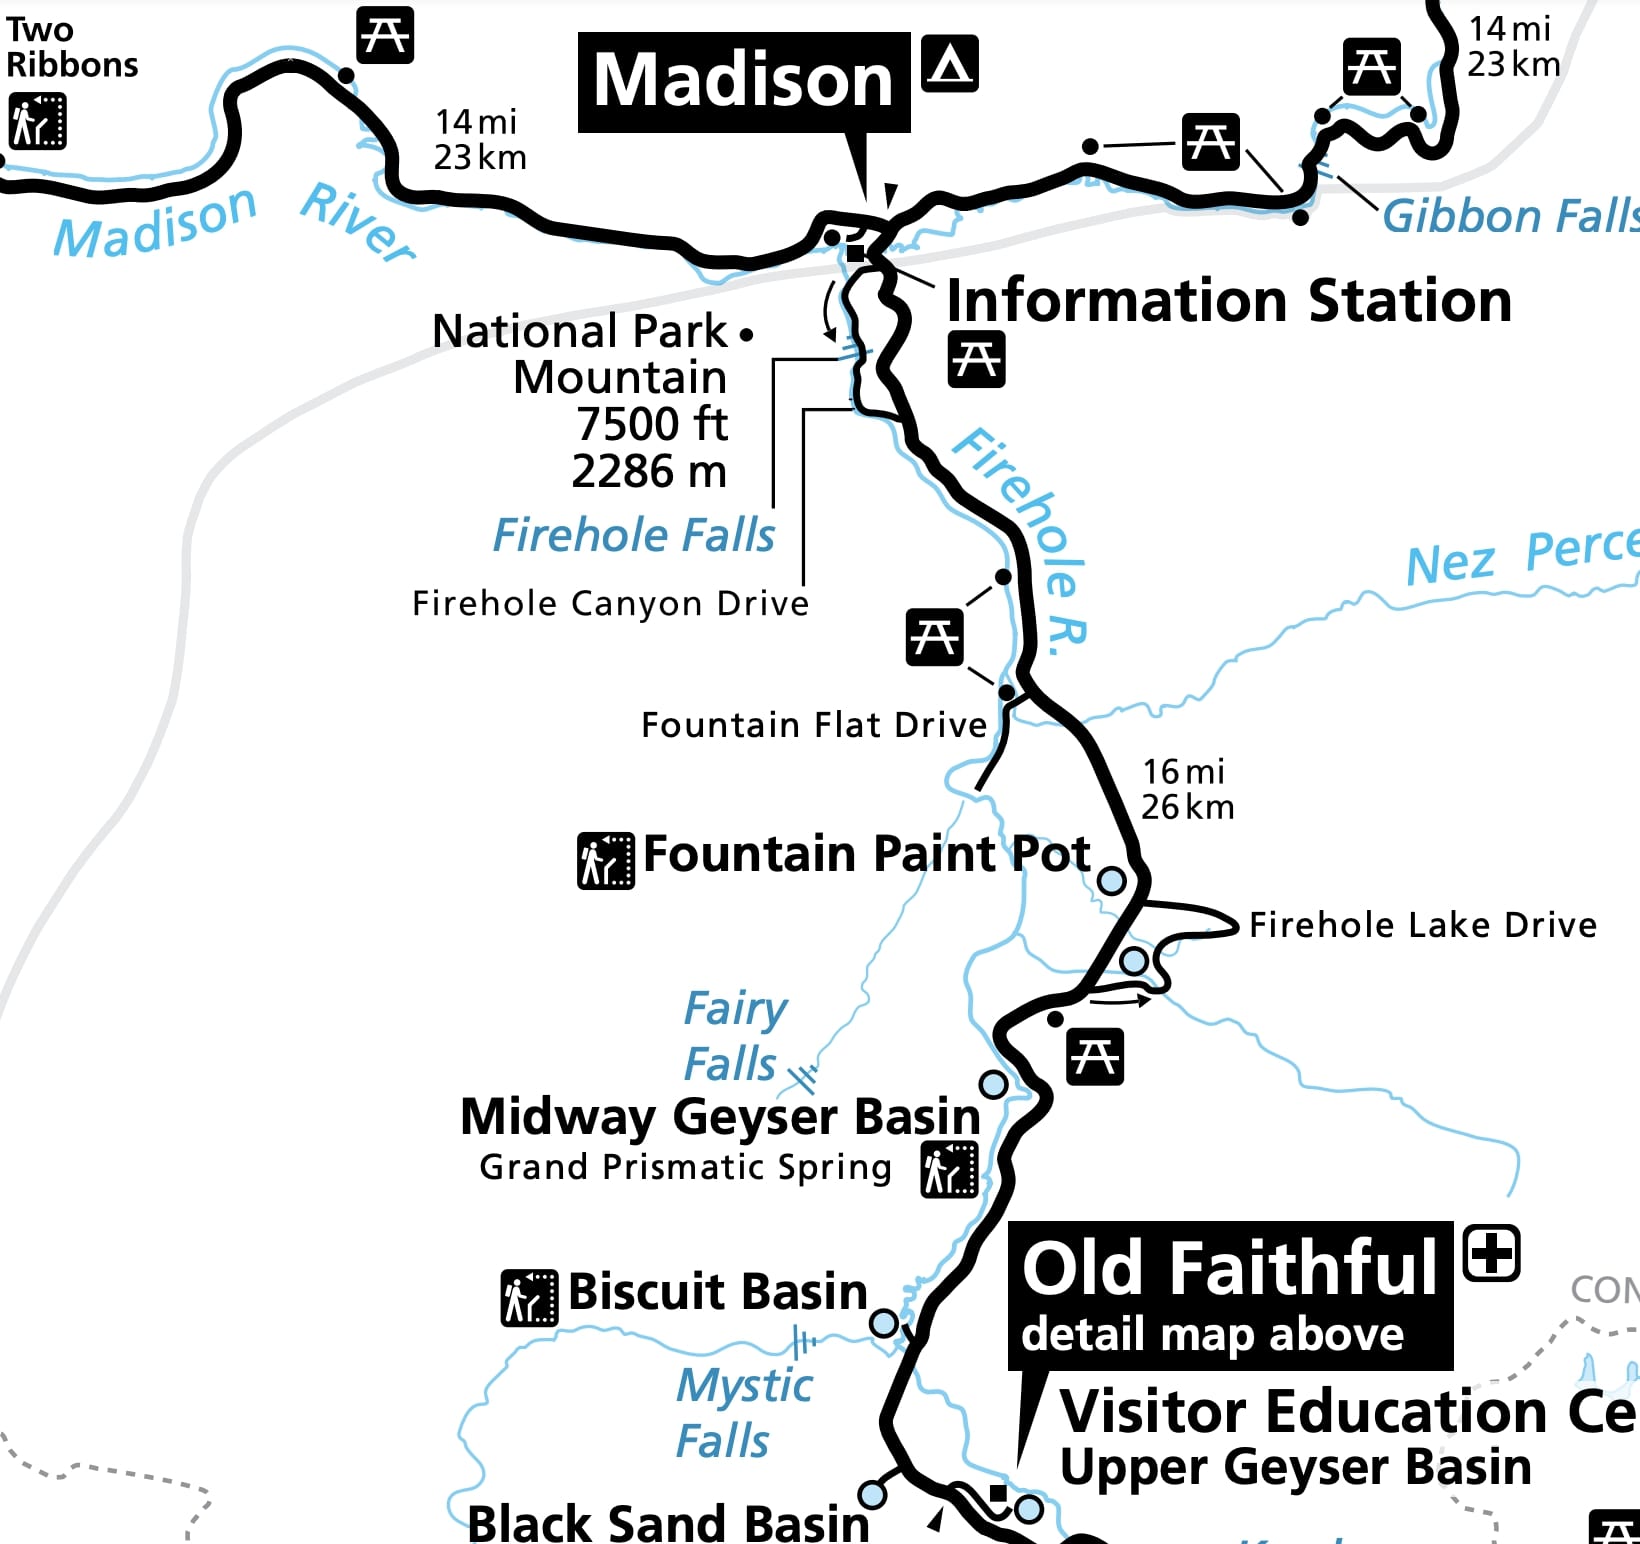 Two
Ribbons
14 mi
23 km
Madison
14 mi
23 km
Madison River
Gibbon Falls
Information Station
National Park
Mountain
7500 ft
2286 m
Firehole R.
Firehole Falls
Firehole Canyon Drive
Nez Perce
Fountain Flat Drive
16 mi
26 km
Fountain Paint Pot
Firehole Lake Drive
Fairy
Falls
Midway Geyser Basin
Grand Prismatic Spring
Old Faithful
detail map above
Biscuit Basin
Mystic
Falls
Visitor Education
Upper Geyser Basin
Black Sand Basin